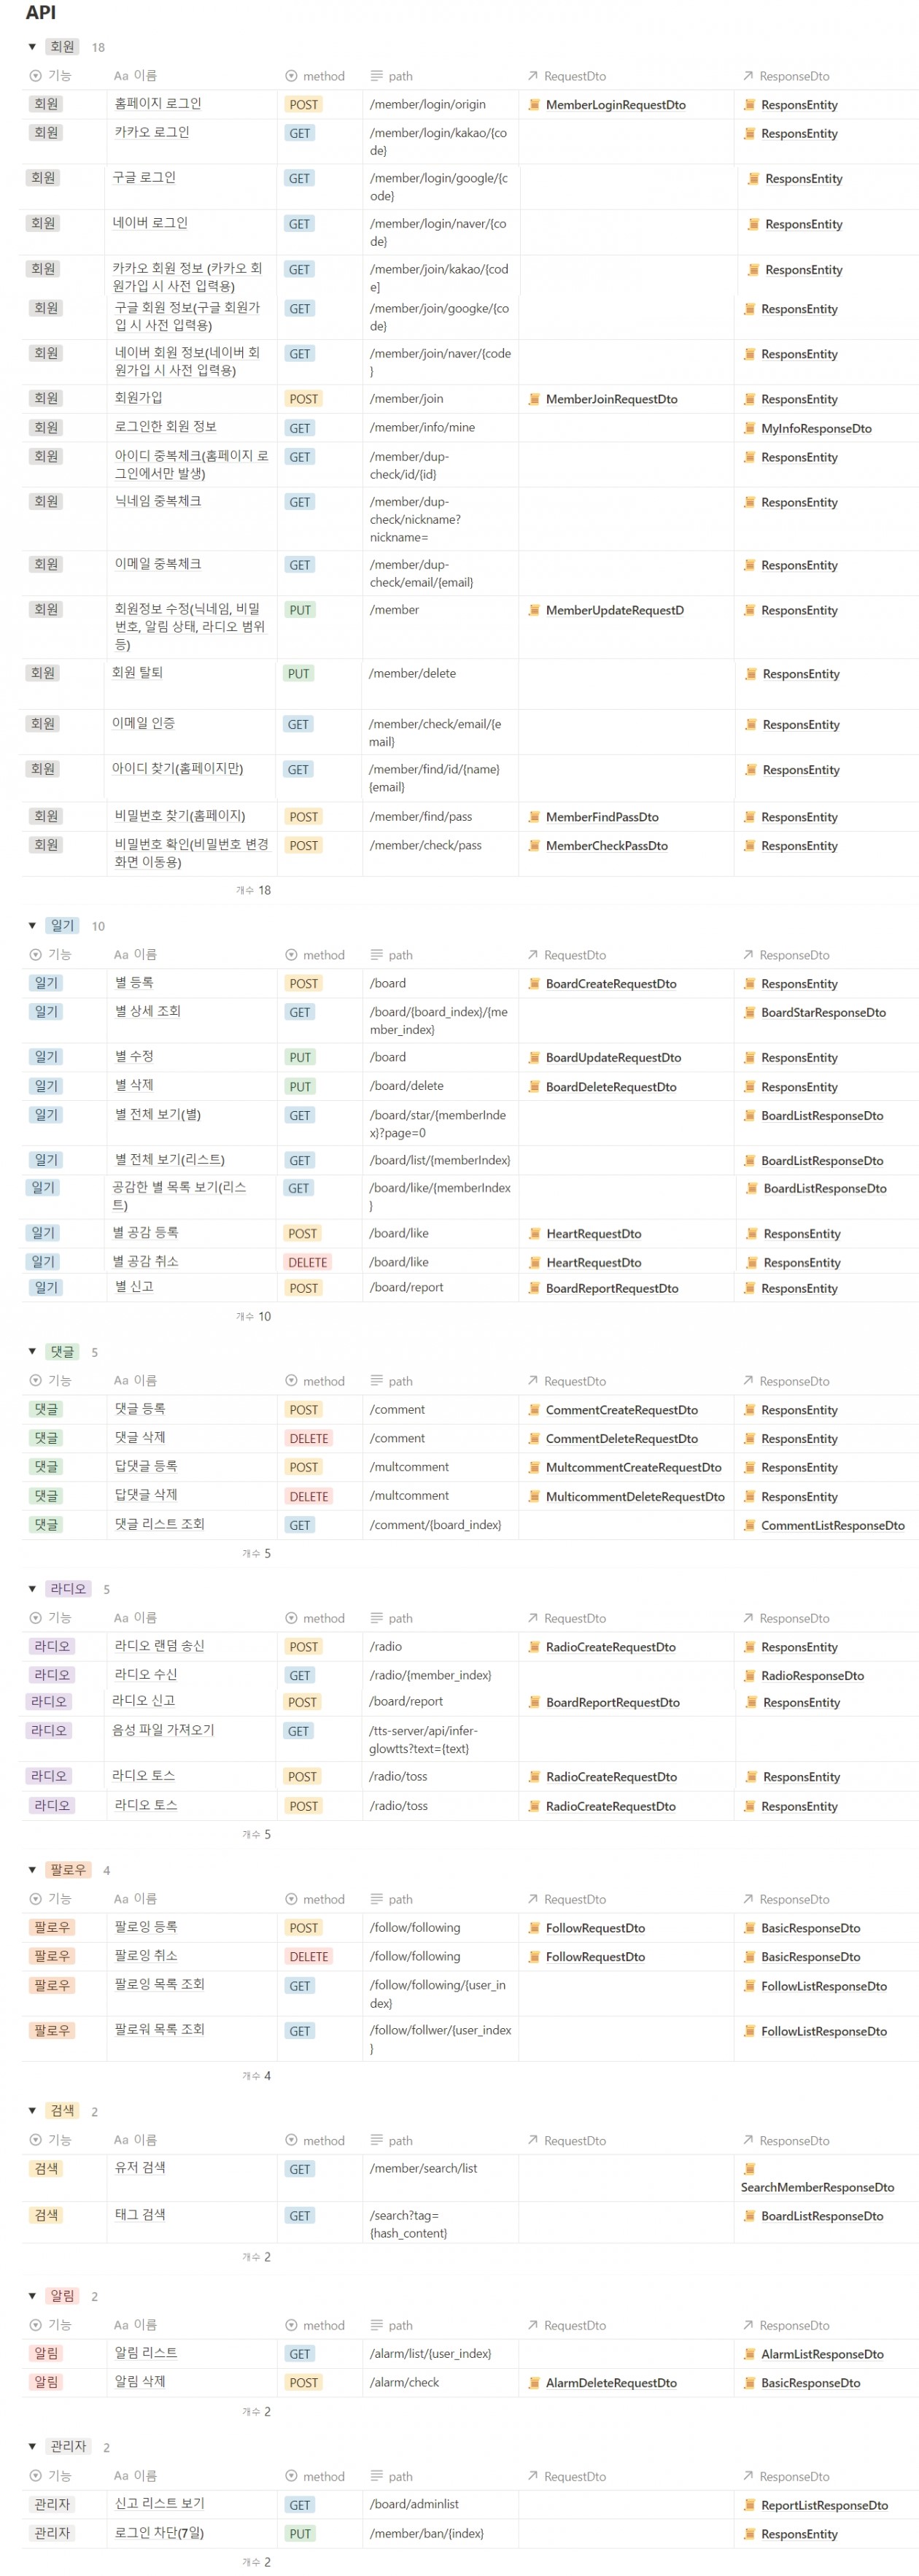 API
회원 18
기능 Aa 이름 method path RequestDto ResponseDto
회원 홈페이지 로그인 POST /member/login/origin MemberLoginRequestDto ResponsEntity
회원 카카오 로그인 GET /member/login/kakao/{co ResponsEntity
de}
회원 구글 로그인 GET /member/login/google/{c ResponsEntity
ode}
회원 네이버 로그인 GET /member/login/naver/{co ResponsEntity
de}
회원 카카오 회원 정보 (카카오 회 GET /member/join/kakao/{cod ResponsEntity
원가입 시 사전 입력용) e]
회원 구글 회원 정보(구글 회원가 GET /member/join/googke/{co ResponsEntity
입 시 사전 입력용) de}
회원 네이버 회원 정보(네이버 회 GET /member/join/naver/{code ResponsEntity
원가입 시 사전 입력용) }
회원 회원가입 POST /member/join MemberJoinRequestDto ResponsEntity
회원 로그인한 회원 정보 GET /member/info/mine MyInfoResponseDto
회원 아이디 중복체크(홈페이지 로 GET /member/dup- ResponsEntity
그인에서만 발생) check/id/{id}
회원 닉네임 중복체크 GET /member/dup- ResponsEntity
check/nickname?
nickname=
회원 이메일 중복체크 GET /member/dup- ResponsEntity
check/email/{email}
회원 회원정보 수정(닉네임, 비밀 PUT /member MemberUpdateRequestD ResponsEntity
번호, 알림 상태, 라디오 범위
등)
회원 회원 탈퇴 PUT /member/delete ResponsEntity
회원 이메일 인증 GET /member/check/email/{e ResponsEntity
mail}
회원 아이디 찾기(홈페이지만) GET /member/find/id/{name} ResponsEntity
{email}
회원 비밀번호 찾기(홈페이지) POST /member/find/pass MemberFindPassDto ResponsEntity
회원 비밀번호 확인(비밀번호 변경 POST /member/check/pass MemberCheckPassDto ResponsEntity
화면 이동용)
개수 18
일기 10
기능 Aa 이름 method path RequestDto ResponseDto
일기 별 등록 POST /board BoardCreateRequestDto ResponsEntity
일기 별 상세 조회 GET /board/{board_index}/{me BoardStarResponseDto
mber_index}
일기 별 수정 PUT /board BoardUpdateRequestDto ResponsEntity
일기 별 삭제 PUT /board/delete BoardDeleteRequestDto ResponsEntity
일기 별 전체 보기(별) GET /board/star/{memberInde BoardListResponseDto
x}?page=0
일기 별 전체 보기(리스트) GET /board/list/{memberIndex} BoardListResponseDto
일기 공감한 별 목록 보기(리스 GET /board/like/{memberIndex BoardListResponseDto
트) }
일기 별 공감 등록 POST /board/like HeartRequestDto ResponsEntity
일기 별 공감 취소 DELETE /board/like HeartRequestDto ResponsEntity
일기 별 신고 POST /board/report BoardReportRequestDto ResponsEntity
개수 10
댓글 5
기능 Aa 이름 method path RequestDto ResponseDto
댓글 댓글 등록 POST /comment CommentCreateRequestDto ResponsEntity
댓글 댓글 삭제 DELETE /comment CommentDeleteRequestDto ResponsEntity
댓글 답댓글 등록 POST /multcomment MultcommentCreateRequestDto ResponsEntity
댓글 답댓글 삭제 DELETE /multcomment MulticommentDeleteRequestDto ResponsEntity
댓글 댓글 리스트 조회 GET /comment/{board_index} CommentListResponseDto
개수 5
라디오 5
기능 Aa 이름 method path RequestDto ResponseDto
라디오 라디오 랜덤 송신 POST /radio RadioCreateRequestDto ResponsEntity
라디오 라디오 수신 GET /radio/{member_index} RadioResponseDto
라디오 라디오 신고 POST /board/report BoardReportRequestDto ResponsEntity
라디오 음성 파일 가져오기 GET /tts-server/api/infer-
glowtts?text={text}
라디오 라디오 토스 POST /radio/toss RadioCreateRequestDto ResponsEntity
라디오 라디오 토스 POST /radio/toss RadioCreateRequestDto ResponsEntity
개수 5
팔로우 4
기능 Aa 이름 method path RequestDto ResponseDto
팔로우 팔로잉 등록 POST /follow/following FollowRequestDto BasicResponseDto
팔로우 팔로잉 취소 DELETE /follow/following FollowRequestDto BasicResponseDto
팔로우 팔로잉 목록 조회 GET /follow/following/{user_in FollowListResponseDto
dex}
팔로우 팔로워 목록 조회 GET /follow/follwer/{user_index FollowListResponseDto
}
개수 4
검색 2
기능 Aa 이름 method path RequestDto ResponseDto
검색 유저 검색 GET /member/search/list
SearchMemberResponseDto
검색 태그 검색 GET /search?tag= BoardListResponseDto
{hash_content}
개수 2
알림 2
기능 Aa 이름 method path RequestDto ResponseDto
알림 알림 리스트 GET /alarm/list/{user_index} AlarmListResponseDto
알림 알림 삭제 POST /alarm/check AlarmDeleteRequestDto BasicResponseDto
개수 2
관리자 2
기능 Aa 이름 method path RequestDto ResponseDto
관리자 신고 리스트 보기 GET /board/adminlist ReportListResponseDto
관리자 로그인 차단(7일) PUT /member/ban/{index} ResponsEntity
개수 2